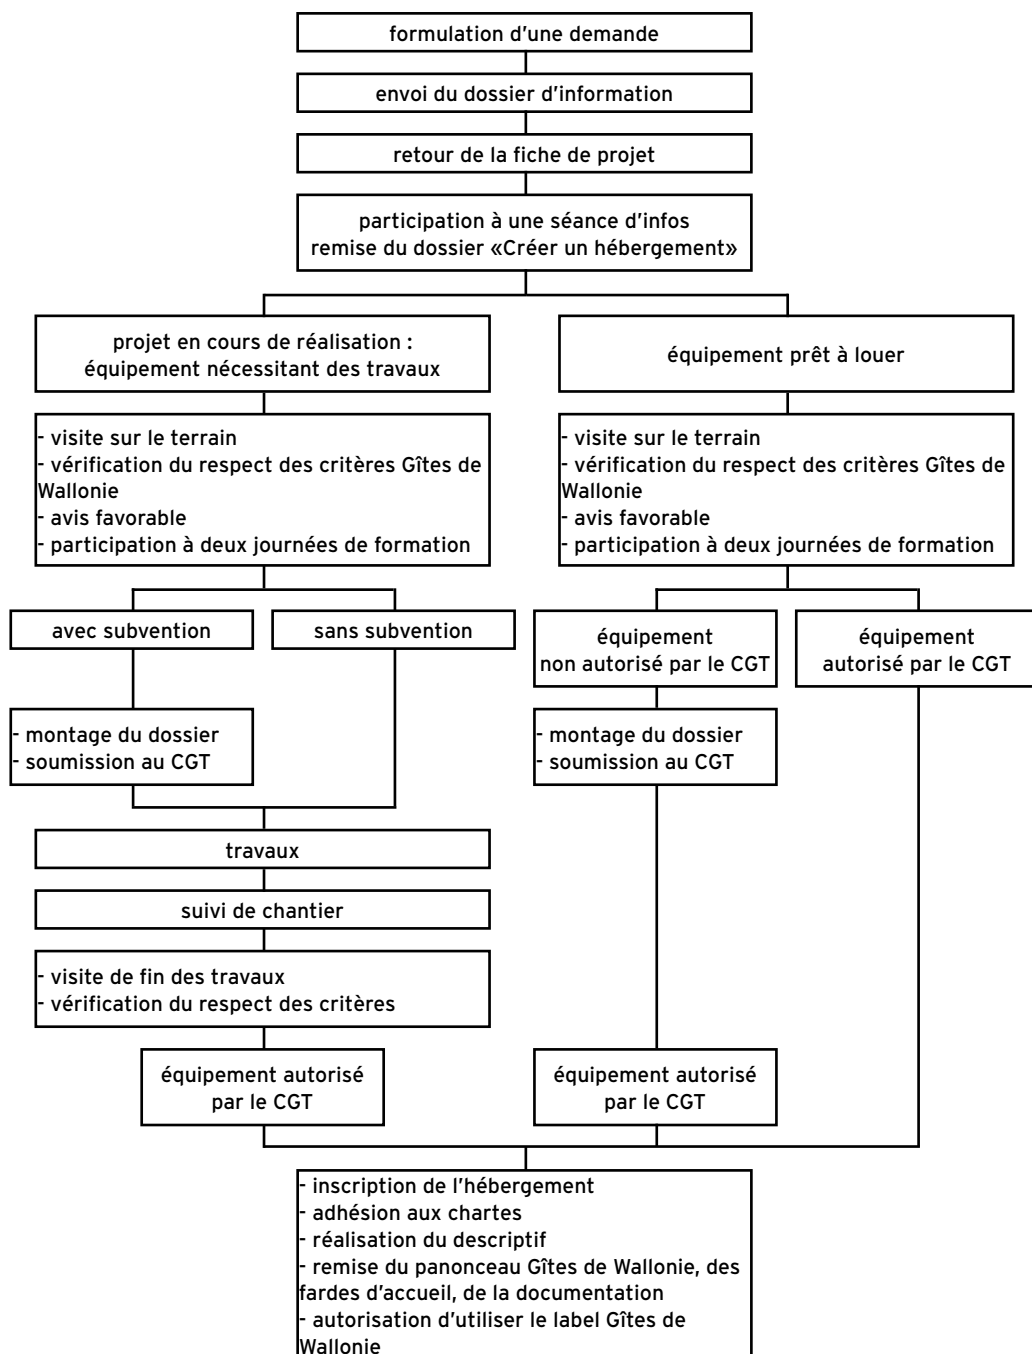 formulation d’une demande
envoi du dossier d’information
retour de la fiche de projet
participation à une séance d’infos
remise du dossier «Créer un hébergement»
projet en cours de réalisation :
équipement nécessitant des travaux
équipement prêt à louer
- visite sur le terrain
- vérification du respect des critères Gîtes de
Wallonie
- avis favorable
- participation à deux journées de formation
- visite sur le terrain
- vérification du respect des critères Gîtes de
Wallonie
- avis favorable
- participation à deux journées de formation
avec subvention
sans subvention
équipement
non autorisé par le CGT
équipement
autorisé par le CGT
- montage du dossier
- soumission au CGT
- montage du dossier
- soumission au CGT
travaux
suivi de chantier
- visite de fin des travaux
- vérification du respect des critères
équipement autorisé
par le CGT
équipement autorisé
par le CGT
- inscription de l’hébergement
- adhésion aux chartes
- réalisation du descriptif
- remise du panonceau Gîtes de Wallonie, des
fardes d’accueil, de la documentation
- autorisation d’utiliser le label Gîtes de
Wallonie